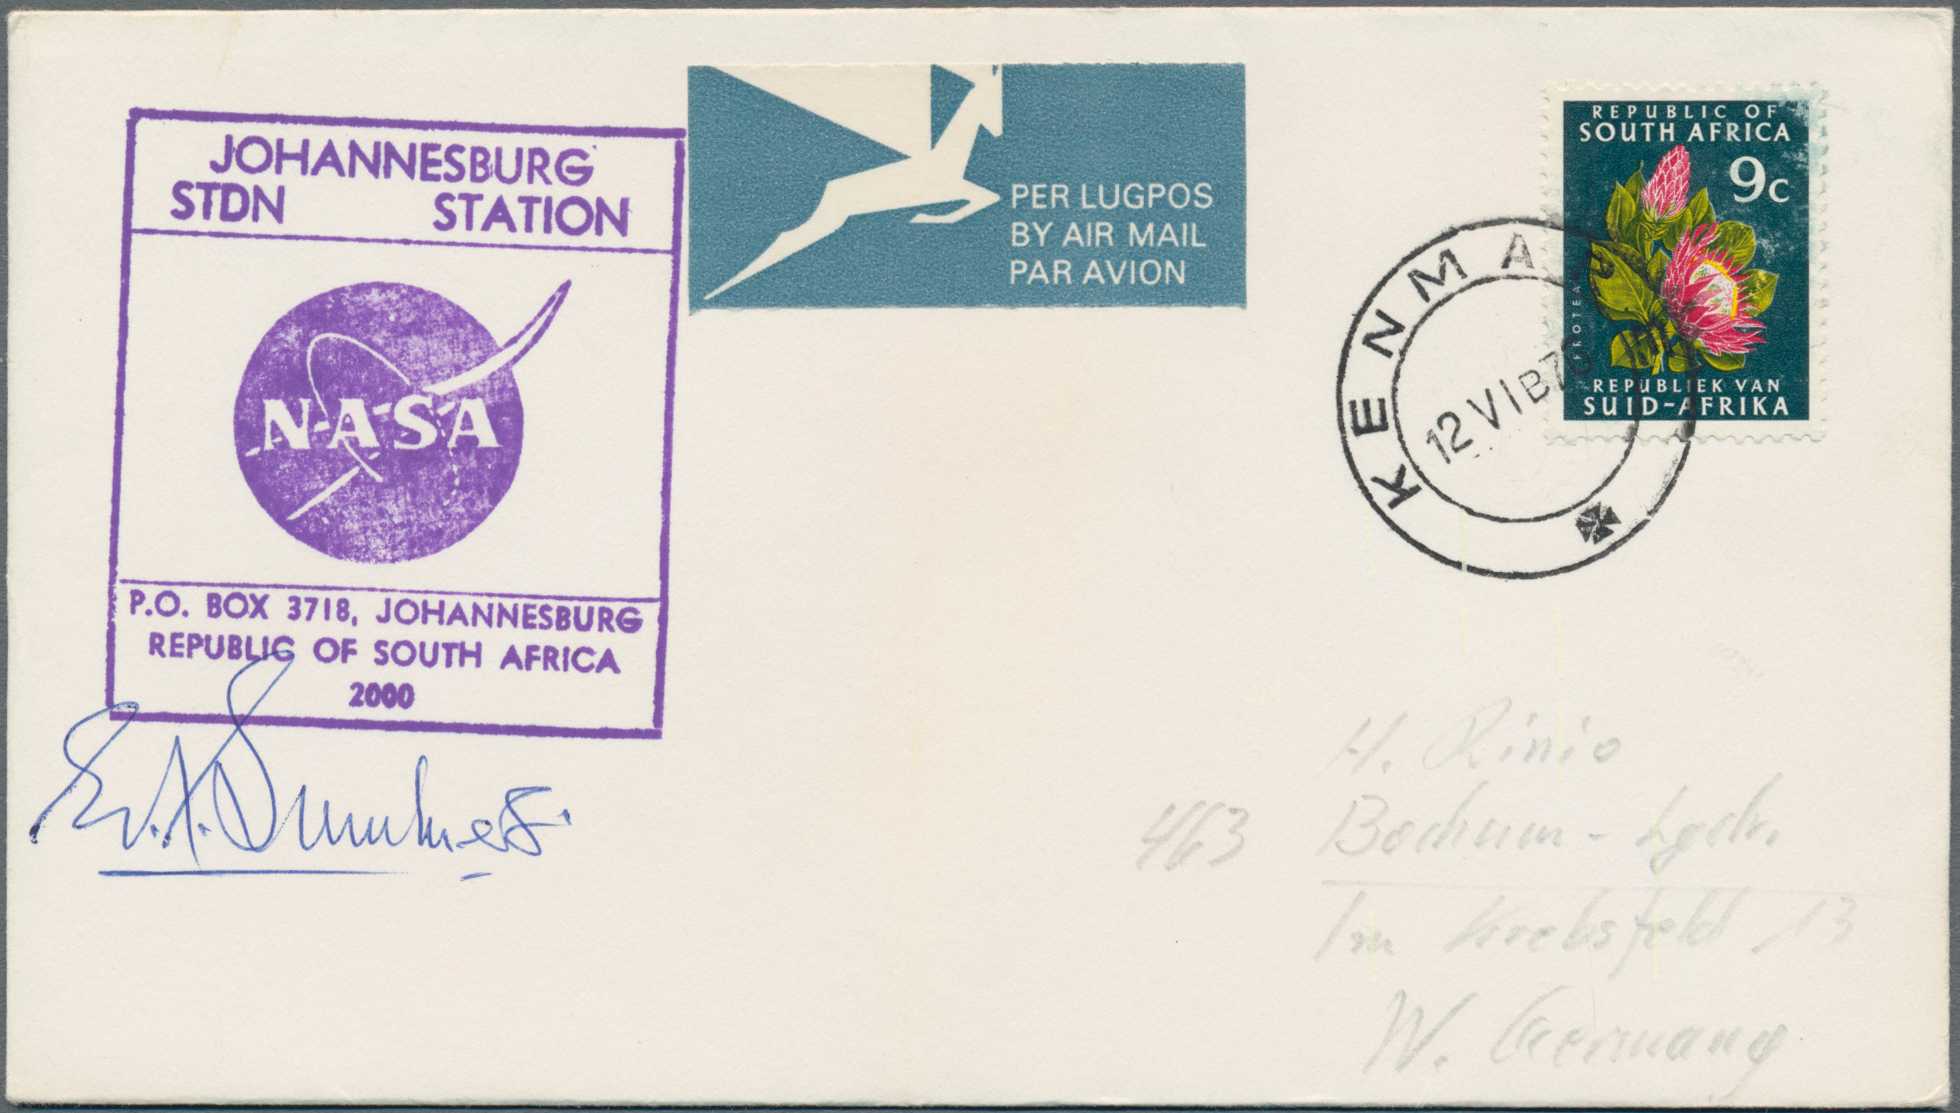 JOHANNESBURG
STDN STATION
NASA
P.O. BOX 3718, JOHANNESBURG
REPUBLIC OF SOUTH AFRICA
2000
PER LUGPOS
BY AIR MAIL
PAR AVION
REPUBLIC OF
SOUTH AFRICA
9c
PROTEA
REPUBLIEK VAN
SUID-AFRIKA
KENMA
12 VI B 70
H. Rinio
463 Bochum - Lgdr.
Im Krebsfeld 13
W. Germany